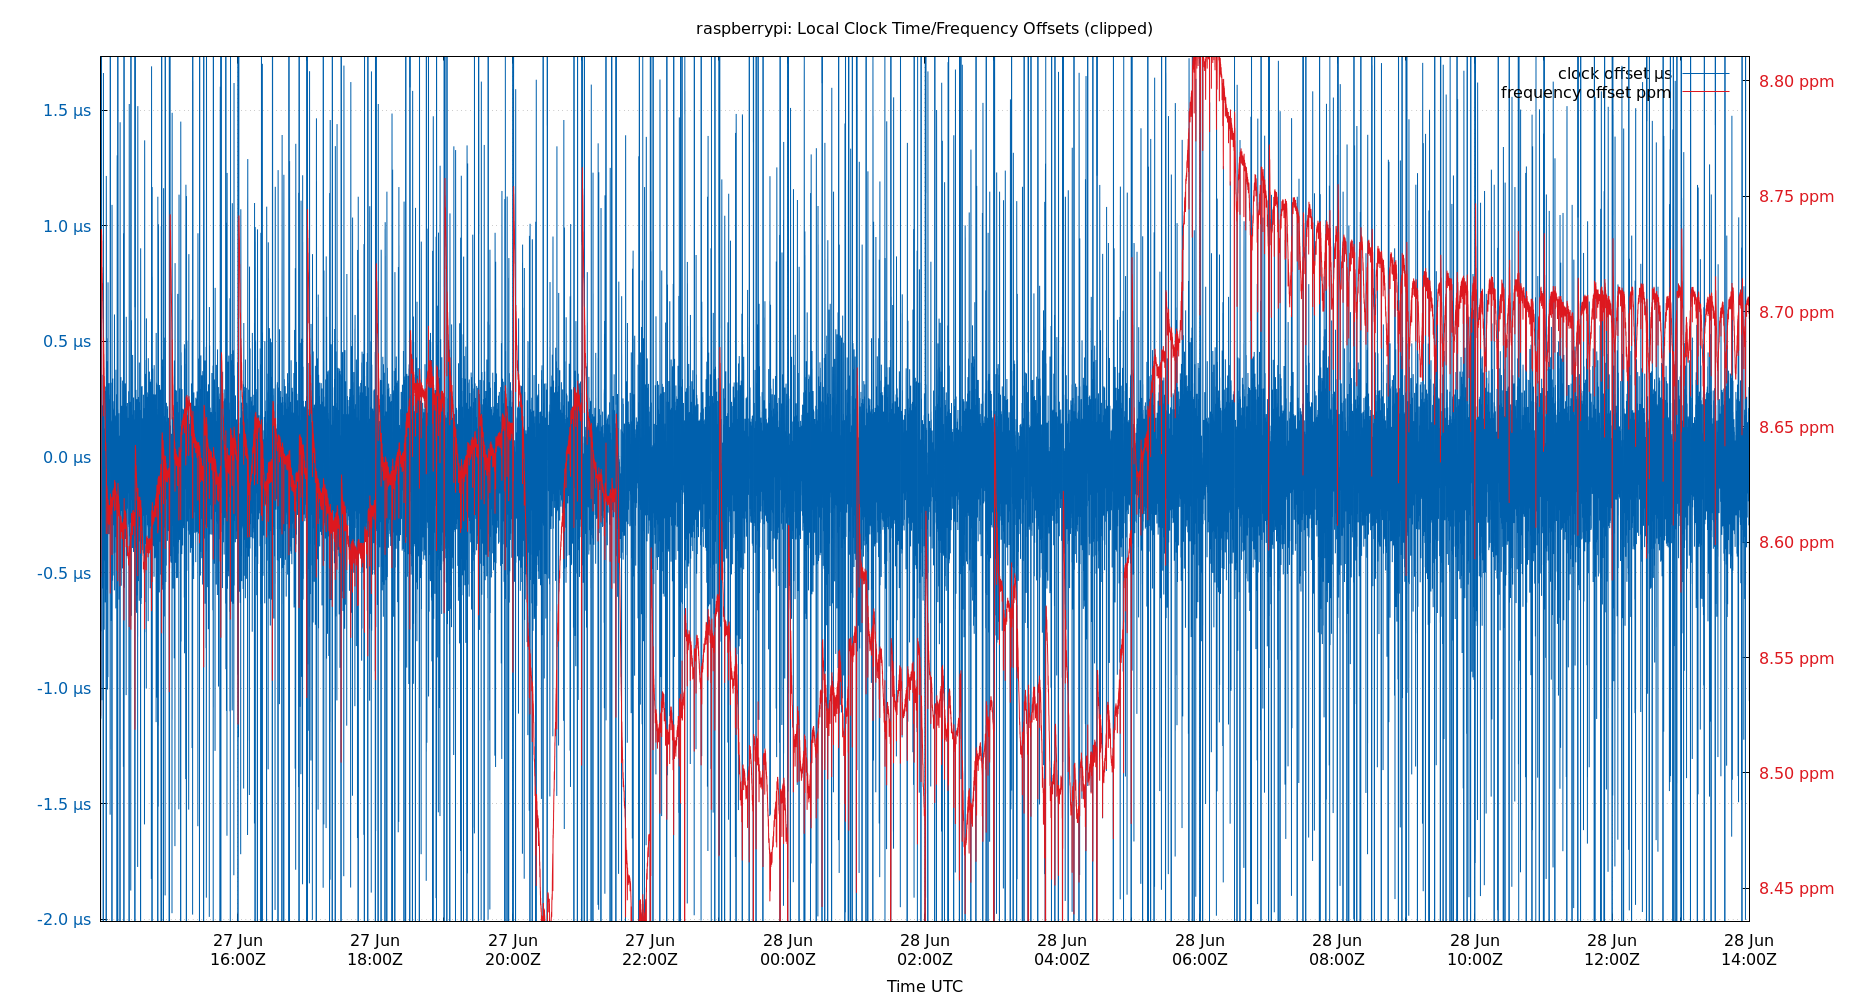 raspberrypi: Local Clock Time/Frequency Offsets (clipped)
clock offset µs
frequency offset ppm
1.5 µs
1.0 µs
0.5 µs
0.0 µs
-0.5 µs
-1.0 µs
-1.5 µs
-2.0 µs
8.80 ppm
8.75 ppm
8.70 ppm
8.65 ppm
8.60 ppm
8.55 ppm
8.50 ppm
8.45 ppm
27 Jun 27 Jun 27 Jun 27 Jun 28 Jun 28 Jun 28 Jun 28 Jun 28 Jun 28 Jun 28 Jun 28 Jun
16:00Z 18:00Z 20:00Z 22:00Z 00:00Z 02:00Z 04:00Z 06:00Z 08:00Z 10:00Z 12:00Z 14:00Z
Time UTC